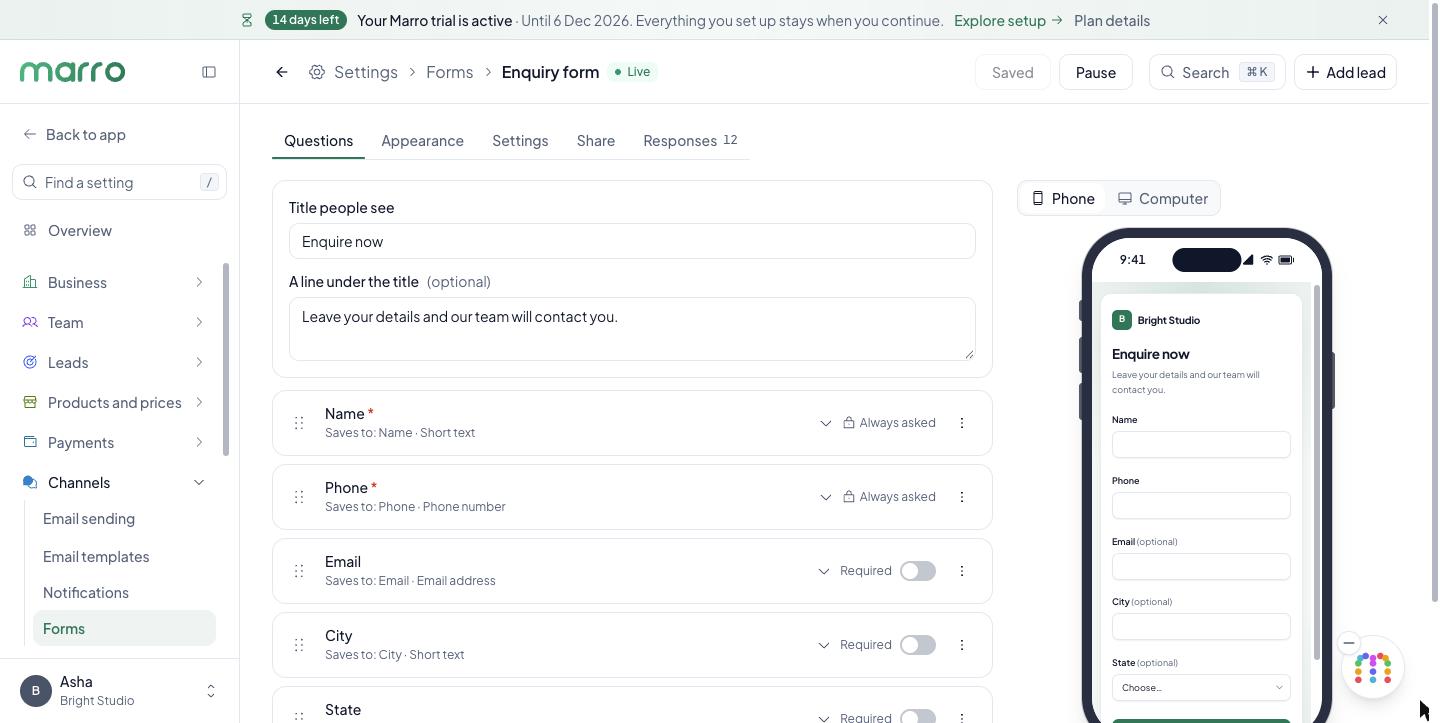 14 days left Your Marro trial is active · Until 6 Dec 2026. Everything you set up stays when you continue. Explore setup → Plan details
marro
Back to app
Find a setting /
Overview
Business
Team
Leads
Products and prices
Payments
Channels
Email sending
Email templates
Notifications
Forms
B Asha
Bright Studio
Settings > Forms > Enquiry form Live
Saved Pause Search ⌘ K + Add lead
Questions Appearance Settings Share Responses 12
Title people see
Enquire now
A line under the title (optional)
Leave your details and our team will contact you.
Name *
Saves to: Name · Short text
Always asked
Phone *
Saves to: Phone · Phone number
Always asked
Email
Saves to: Email · Email address
Required
City
Saves to: City · Short text
Required
State
Required
Phone Computer
9:41
B Bright Studio
Enquire now
Leave your details and our team will
contact you.
Name
Phone
Email (optional)
City (optional)
State (optional)
Choose...